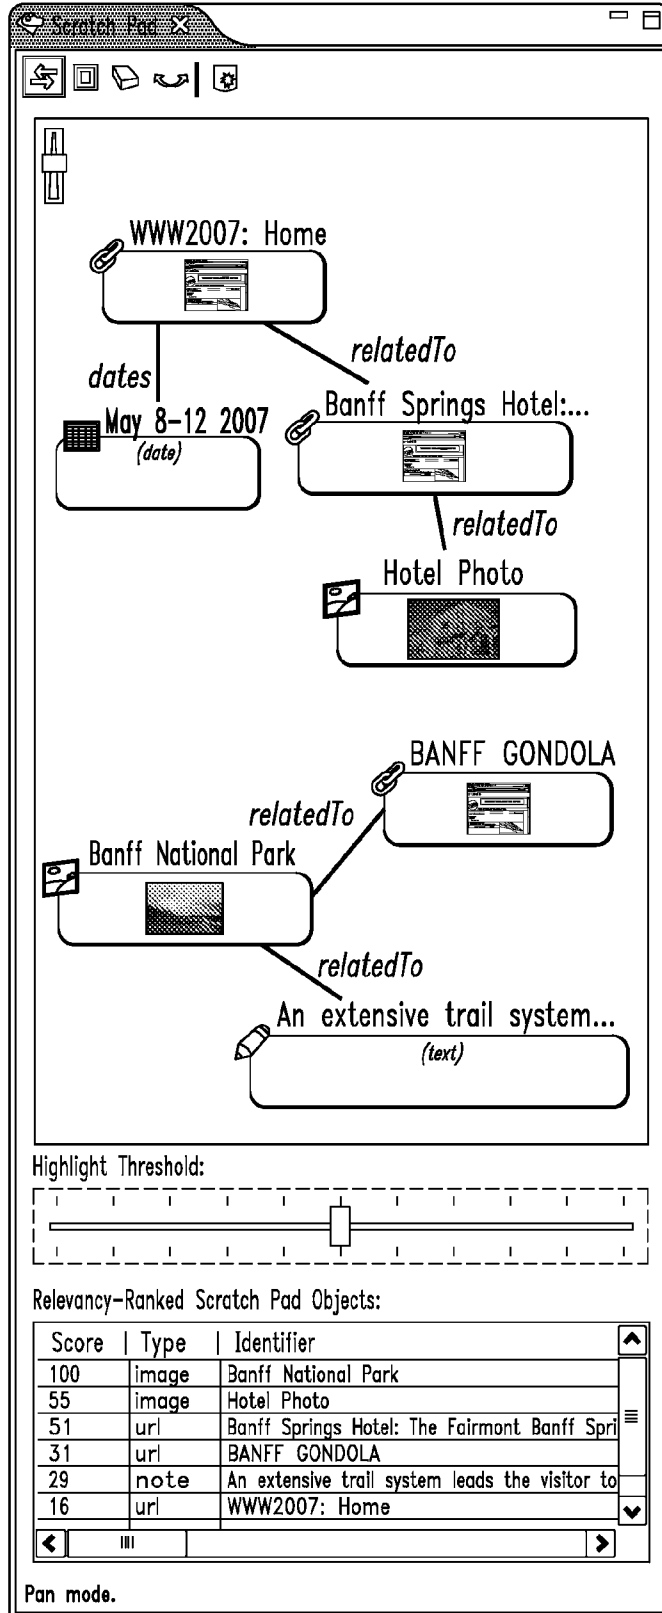 Scratch Pad
WWW2007: Home
dates
relatedTo
May 8-12 2007
(date)
Banff Springs Hotel:...
relatedTo
Hotel Photo
BANFF GONDOLA
relatedTo
Banff National Park
relatedTo
An extensive trail system...
(text)
Highlight Threshold:
Relevancy-Ranked Scratch Pad Objects:
Score | Type | Identifier
100 image Banff National Park
55 image Hotel Photo
51 url Banff Springs Hotel: The Fairmont Banff Spri
31 url BANFF GONDOLA
29 note An extensive trail system leads the visitor to
16 url WWW2007: Home
Pan mode.